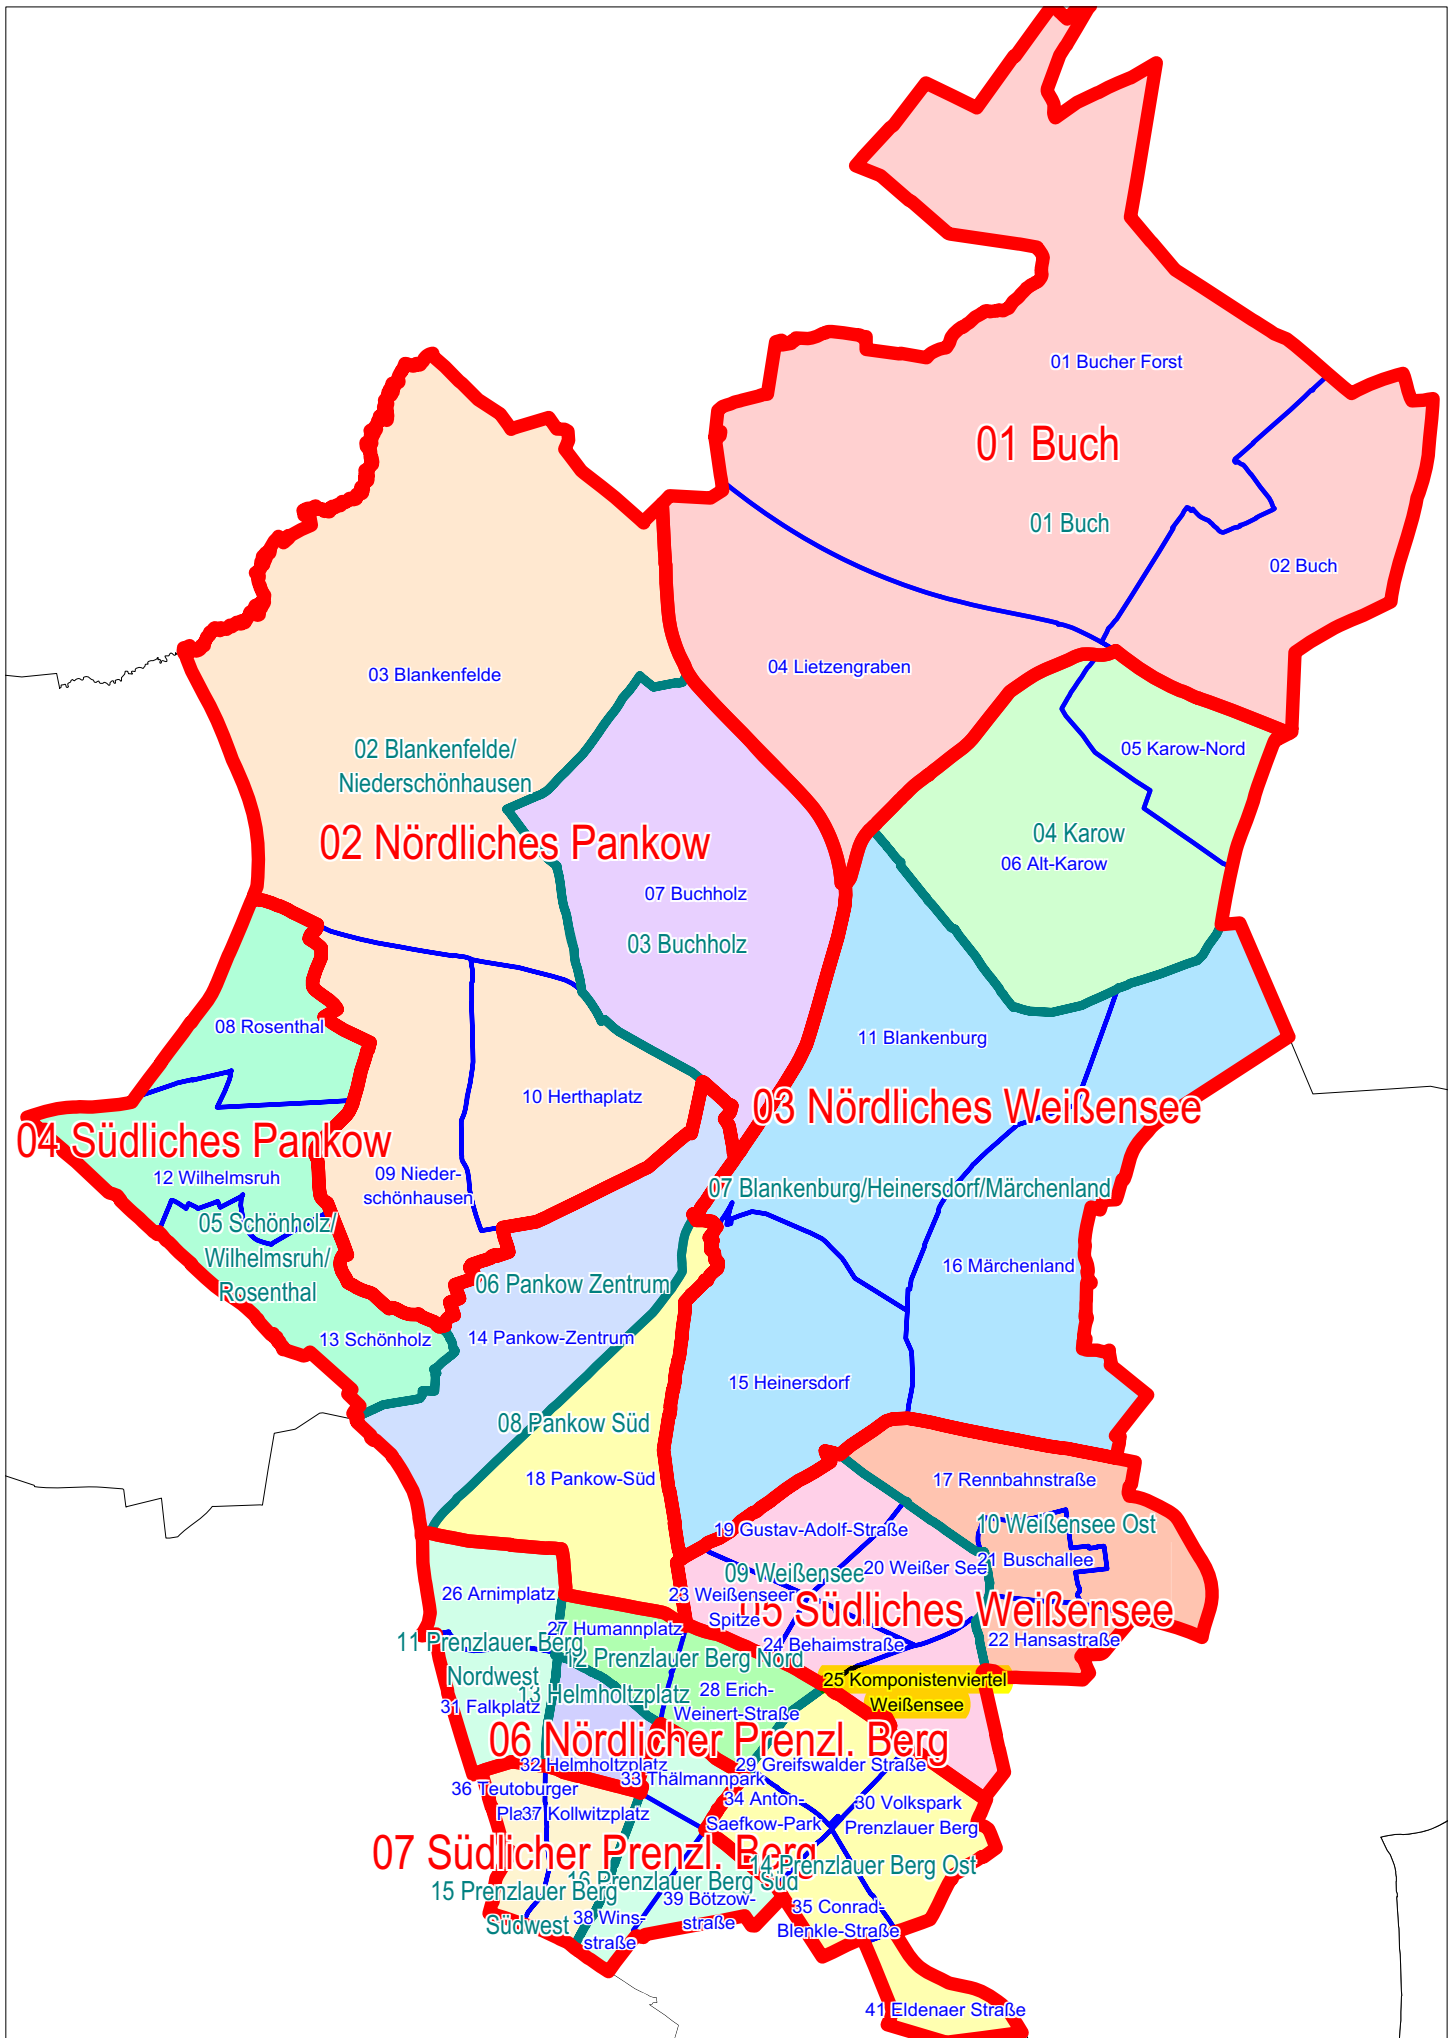 01 Bucher Forst
01 Buch
01 Buch
02 Buch
04 Lietzengraben
03 Blankenfelde
02 Blankenfelde/
Niederschönhausen
02 Nördliches Pankow
05 Karow-Nord
04 Karow
06 Alt-Karow
07 Buchholz
03 Buchholz
08 Rosenthal
11 Blankenburg
10 Herthaplatz
03 Nördliches Weißensee
04 Südliches Pankow
12 Wilhelmsruh
09 Nieder-
schönhausen
07 Blankenburg/Heinersdorf/Märchenland
05 Schönholz/
Wilhelmsruh/
Rosenthal
16 Märchenland
06 Pankow Zentrum
13 Schönholz
14 Pankow-Zentrum
15 Heinersdorf
08 Pankow Süd
18 Pankow-Süd
17 Rennbahnstraße
19 Gustav-Adolf-Straße
10 Weißensee Ost
21 Buschallee
09 Weißensee
20 Weißer See
26 Arnimplatz
23 Weißenseer
Spitze
05 Südliches Weißensee
27 Humannplatz
24 Behaimstraße
22 Hansastraße
11 Prenzlauer Berg
Nordwest
12 Prenzlauer Berg Nord
25 Komponistenviertel
Weißensee
13 Helmholtzplatz
28 Erich-
Weinert-Straße
31 Falkplatz
06 Nördlicher Prenzl. Berg
32 Helmholtzplatz
33 Thälmannpark
29 Greifswalder Straße
36 Teutoburger
Pla
37 Kollwitzplatz
34 Anton-
Saefkow-Park
30 Volkspark
Prenzlauer Berg
07 Südlicher Prenzl. Berg
14 Prenzlauer Berg Ost
16 Prenzlauer Berg Süd
15 Prenzlauer Berg
Südwest
39 Bötzow-
straße
38 Wins-
straße
35 Conrad-
Blenkle-Straße
41 Eldenaer Straße